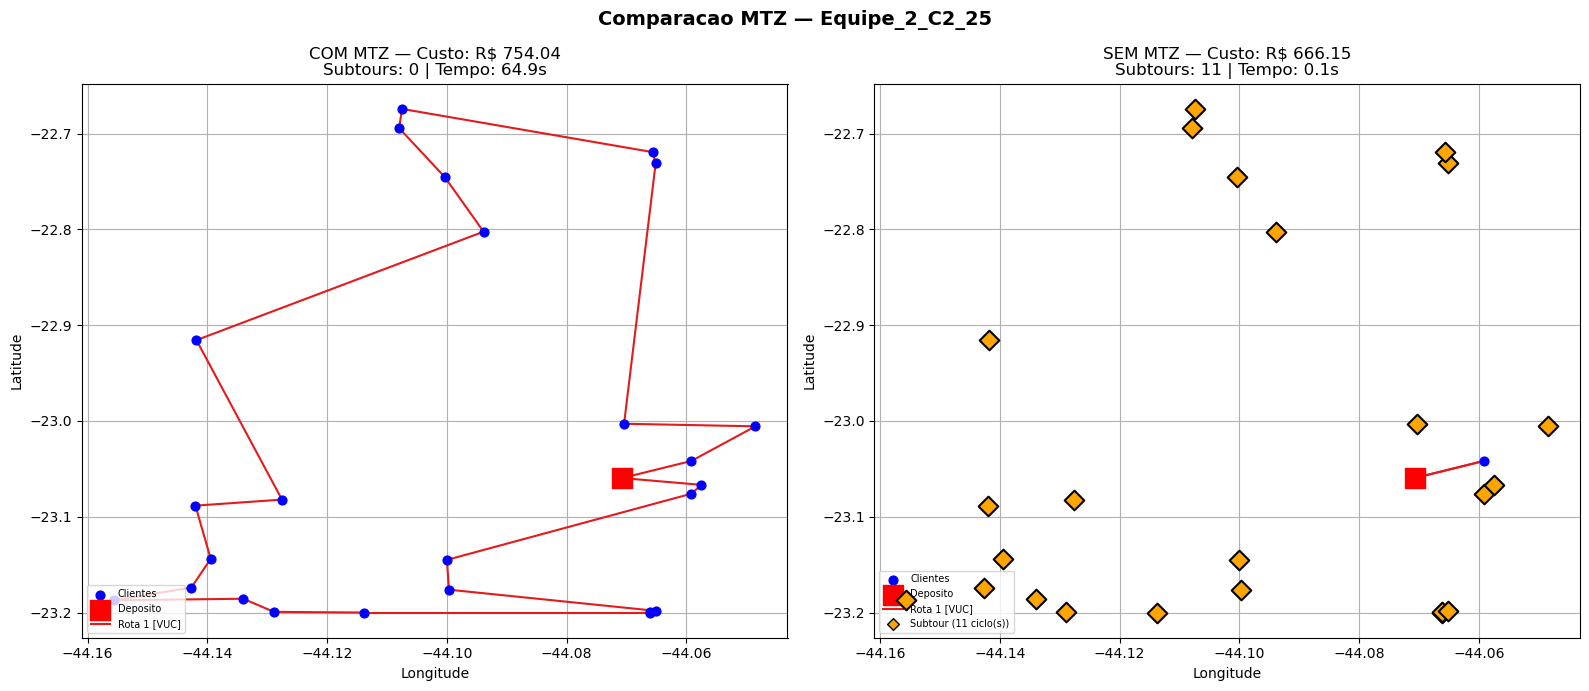 Comparacao MTZ — Equipe_2_C2_25
COM MTZ — Custo: R$ 754.04
Subtours: 0 | Tempo: 64.9s
−22.7
−22.8
−22.9
−23.0
−23.1
−23.2
Latitude
Clientes
Deposito
Rota 1 [VUC]
−44.16
−44.14
−44.12
−44.10
−44.08
−44.06
Longitude
SEM MTZ — Custo: R$ 666.15
Subtours: 11 | Tempo: 0.1s
−22.7
−22.8
−22.9
−23.0
−23.1
−23.2
Latitude
Clientes
Deposito
Rota 1 [VUC]
Subtour (11 ciclo(s))
−44.16
−44.14
−44.12
−44.10
−44.08
−44.06
Longitude